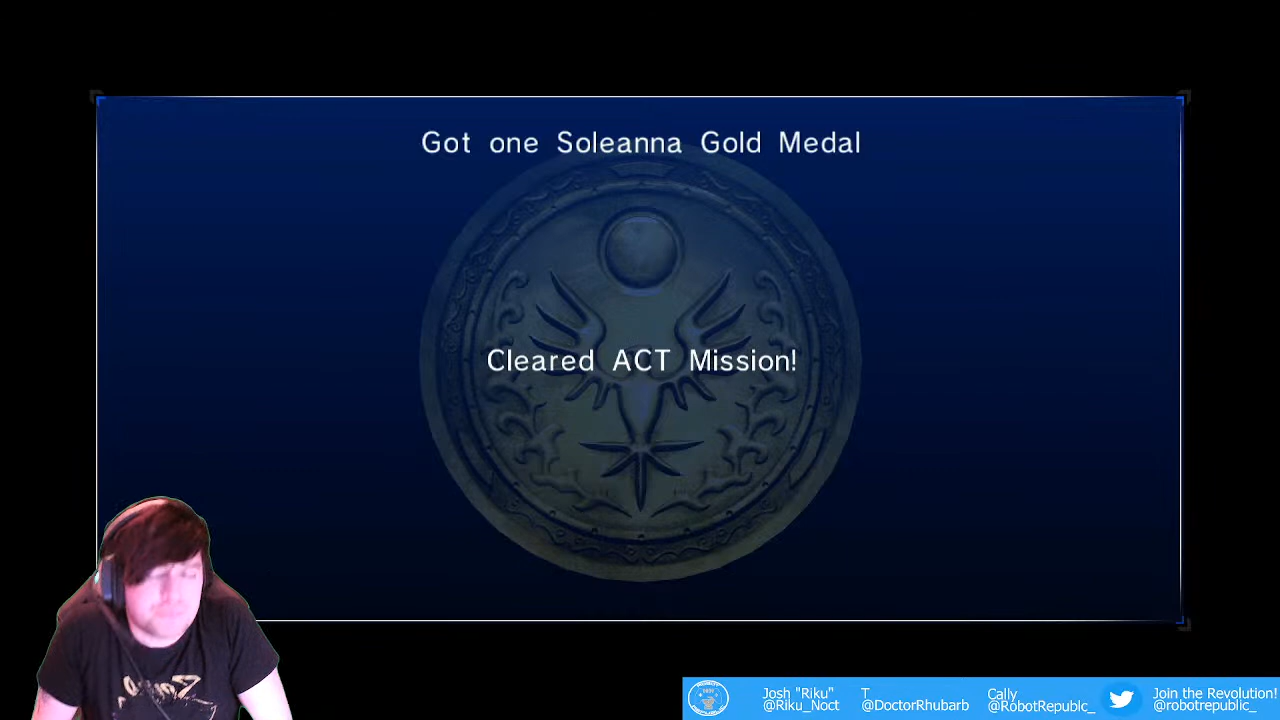 Got one Soleanna Gold Medal
Cleared ACT Mission!
Josh "Riku"
@Riku_Noct
T
@DoctorRhubarb
Cally
@RobotRepublic_
Join the Revolution!
@robotrepublic_